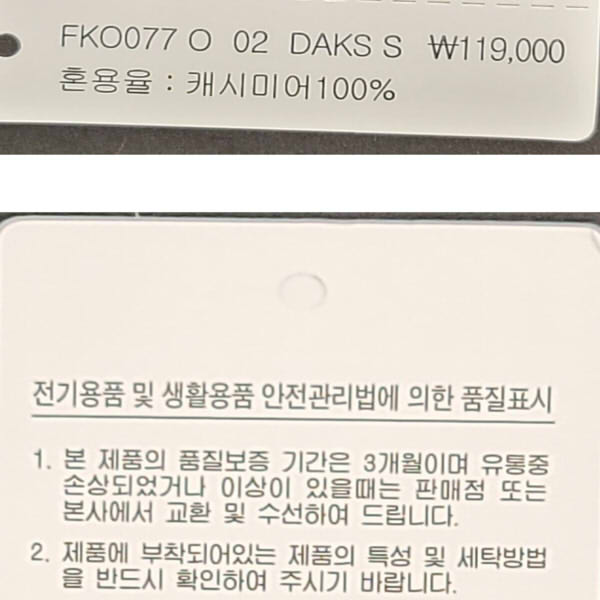 FKO077 O 02 DAKS S ₩119,000
혼용율 : 캐시미어100%
전기용품 및 생활용품 안전관리법에 의한 품질표시
1. 본 제품의 품질보증 기간은 3개월이며 유통중
손상되었거나 이상이 있을때는 판매점 또는
본사에서 교환 및 수선하여 드립니다.
2. 제품에 부착되어있는 제품의 특성 및 세탁방법
을 반드시 확인하여 주시기 바랍니다.